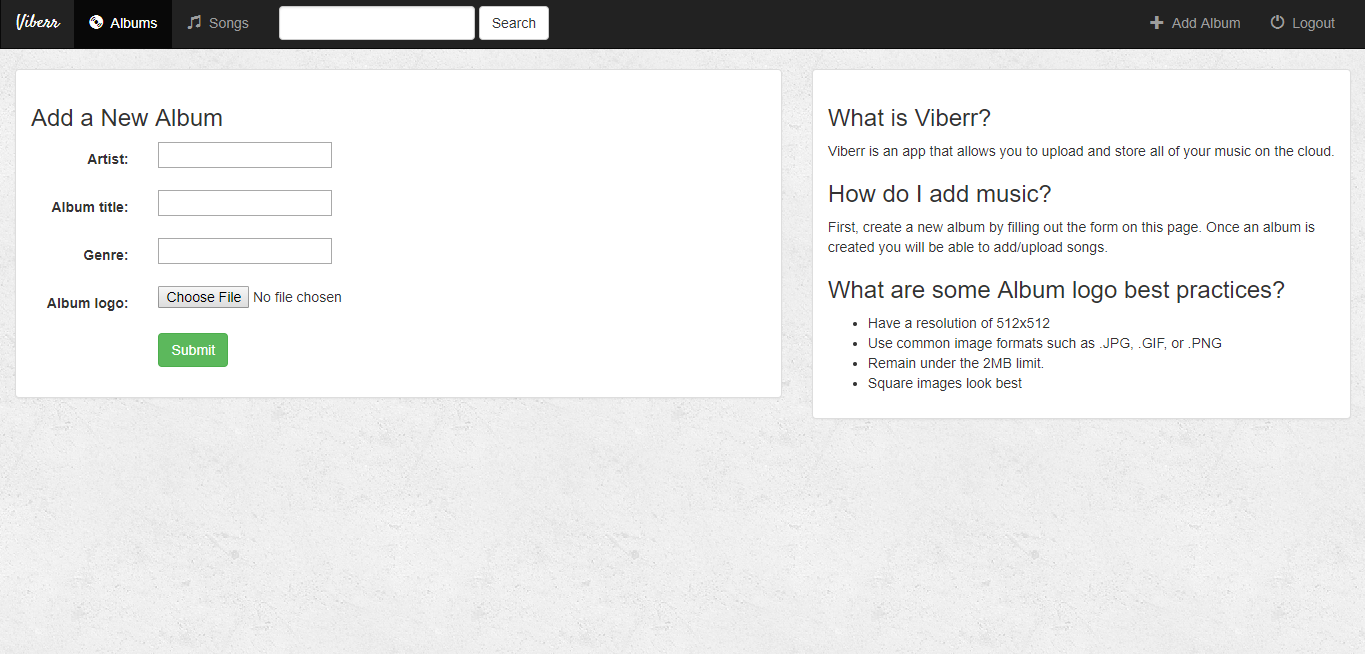 Viberr Albums Songs Search Add Album Logout
Add a New Album
Artist:
Album title:
Genre:
Album logo: Choose File No file chosen
Submit
What is Viberr?
Viberr is an app that allows you to upload and store all of your music on the cloud.
How do I add music?
First, create a new album by filling out the form on this page. Once an album is
created you will be able to add/upload songs.
What are some Album logo best practices?
Have a resolution of 512x512
Use common image formats such as .JPG, .GIF, or .PNG
Remain under the 2MB limit.
Square images look best